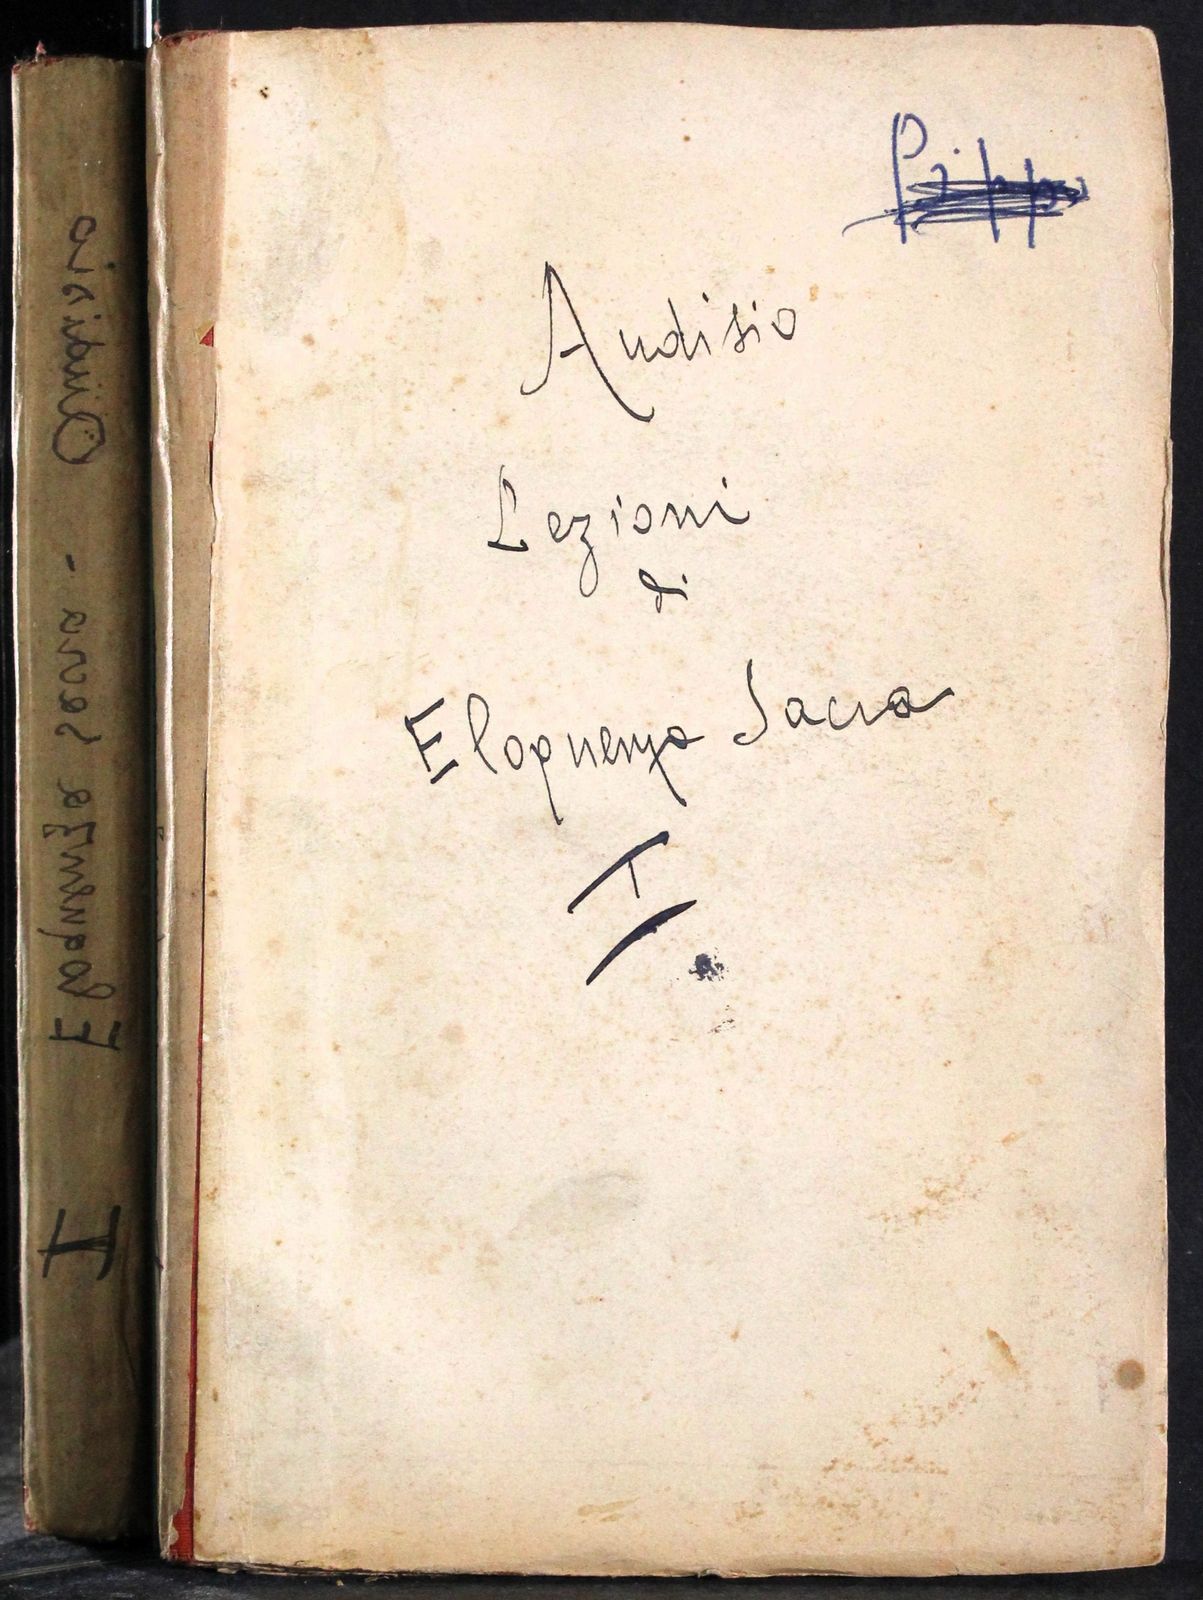 Audisio
Lezioni
di
Eloquenza Sacra
I
I Eloquenza sacra - Audisio